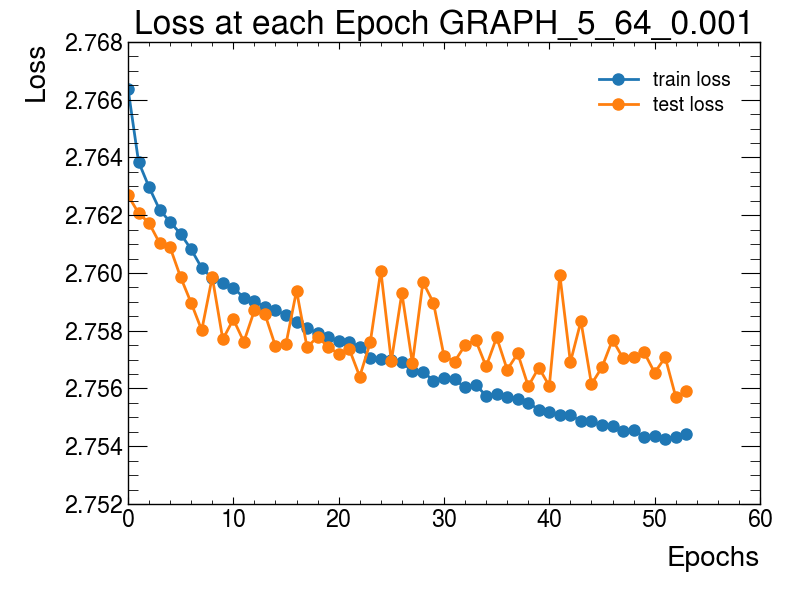 Loss at each Epoch GRAPH_5_64_0.001
Loss
2.768
2.766
2.764
2.762
2.760
2.758
2.756
2.754
2.752
train loss
test loss
0 10 20 30 40 50 60
Epochs